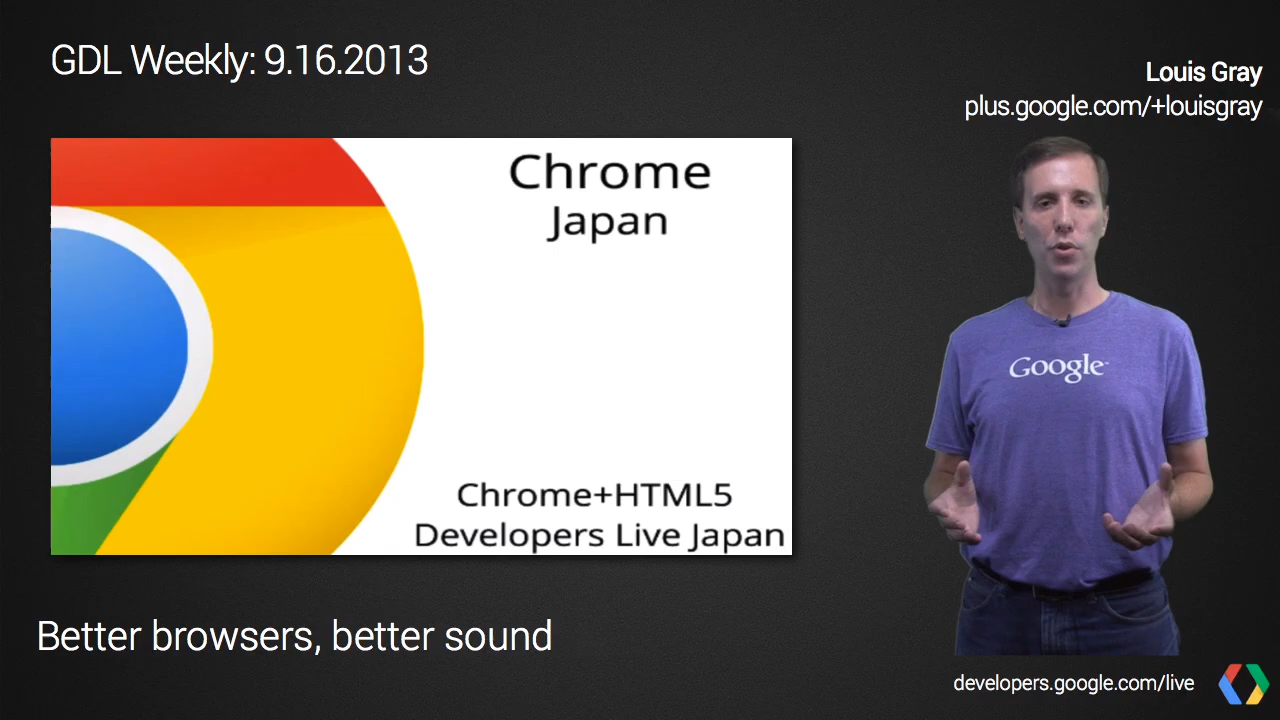 GDL Weekly: 9.16.2013
Louis Gray
plus.google.com/+louisgray
Chrome
Japan
Google
Chrome+HTML5
Developers Live Japan
Better browsers, better sound
developers.google.com/live